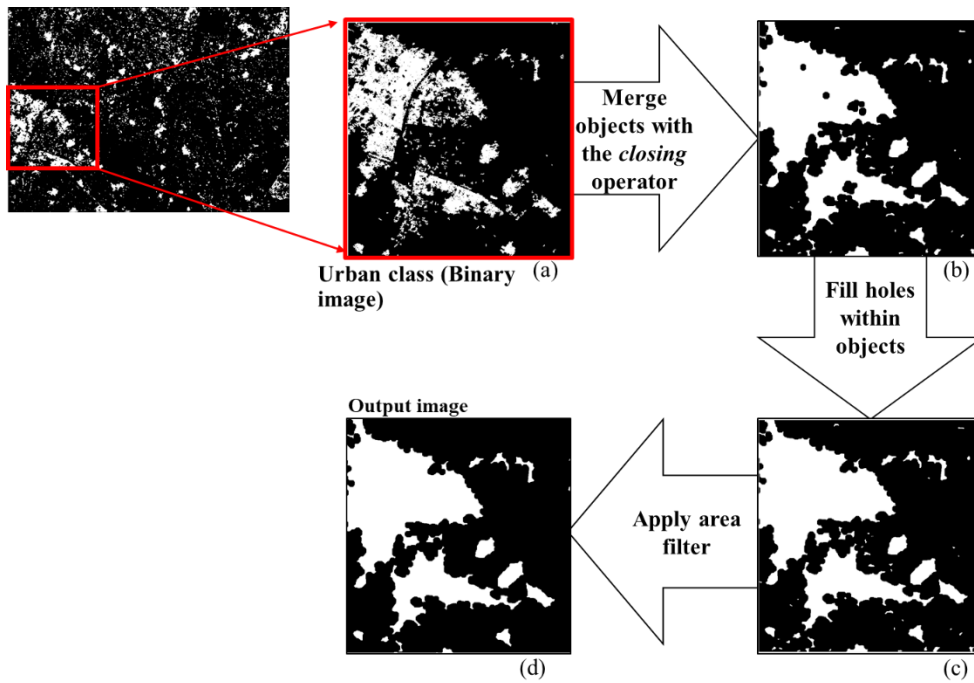 Merge
objects with
the closing
operator
Urban class (Binary
image)
(a)
(b)
Fill holes
within
objects
Output image
Apply area
filter
(d)
(c)